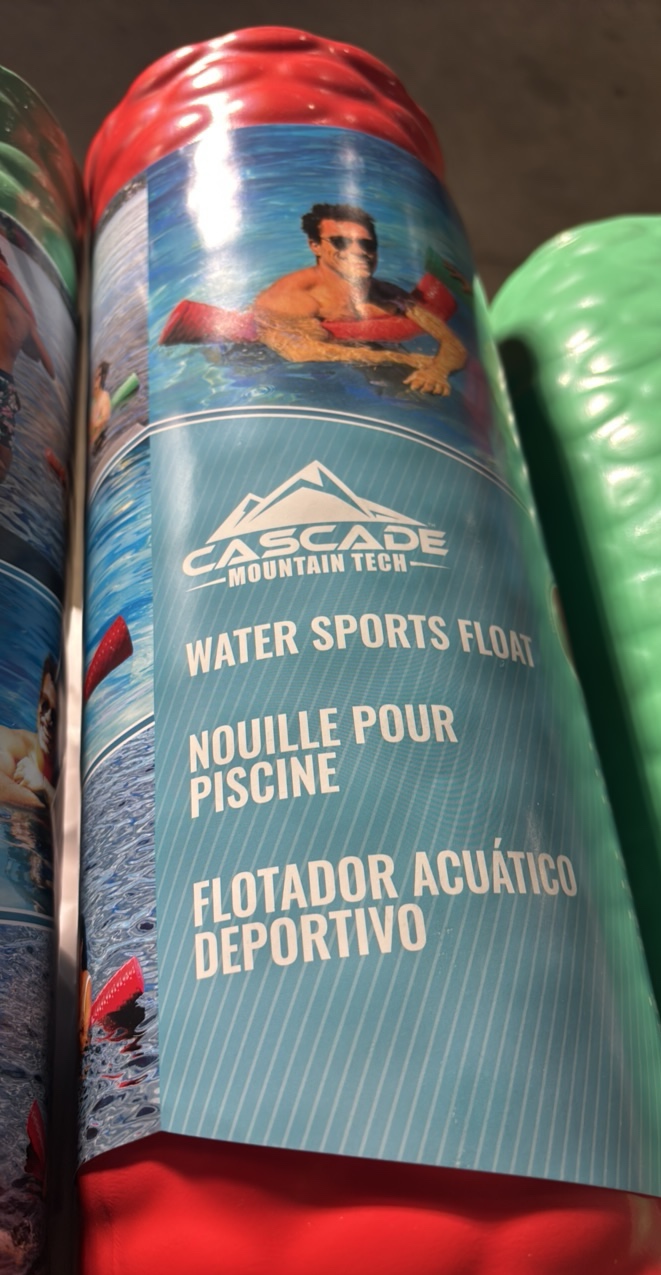 CASCADE
MOUNTAIN TECH
WATER SPORTS FLOAT
NOUILLE POUR
PISCINE
FLOTADOR ACUÁTICO
DEPORTIVO